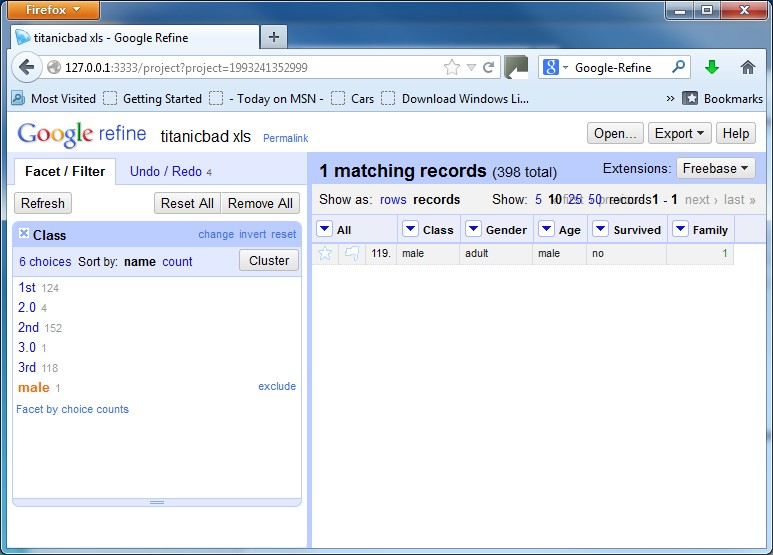 Firefox
titanicbad xls - Google Refine
127.0.0.1:3333/project?project=1993241352999 Google-Refine
Most Visited Getting Started - Today on MSN - Cars Download Windows Li... » Bookmarks
Google refine titanicbad xls Permalink Open... Export Help
Facet / Filter Undo / Redo 4
Refresh Reset All Remove All
Class change invert reset
6 choices Sort by: name count Cluster
1st 124
2.0 4
2nd 152
3.0 1
3rd 118
male 1 exclude
Facet by choice counts
1 matching records (398 total) Extensions: Freebase
Show as: rows records Show: 5 10 25 50 records 1 - 1 next › last »
All Class Gender Age Survived Family
119. male adult male no 1